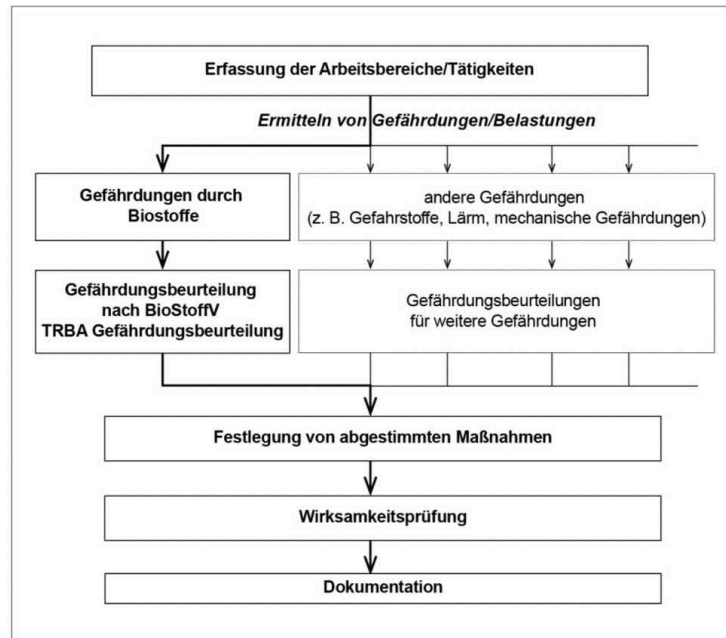 Erfassung der Arbeitsbereiche/Tätigkeiten
Ermitteln von Gefährdungen/Belastungen
Gefährdungen durch
Biostoffe
andere Gefährdungen
(z. B. Gefahrstoffe, Lärm, mechanische Gefährdungen)
Gefährdungsbeurteilung
nach BioStoffV
TRBA Gefährdungsbeurteilung
Gefährdungsbeurteilungen
für weitere Gefährdungen
Festlegung von abgestimmten Maßnahmen
Wirksamkeitsprüfung
Dokumentation